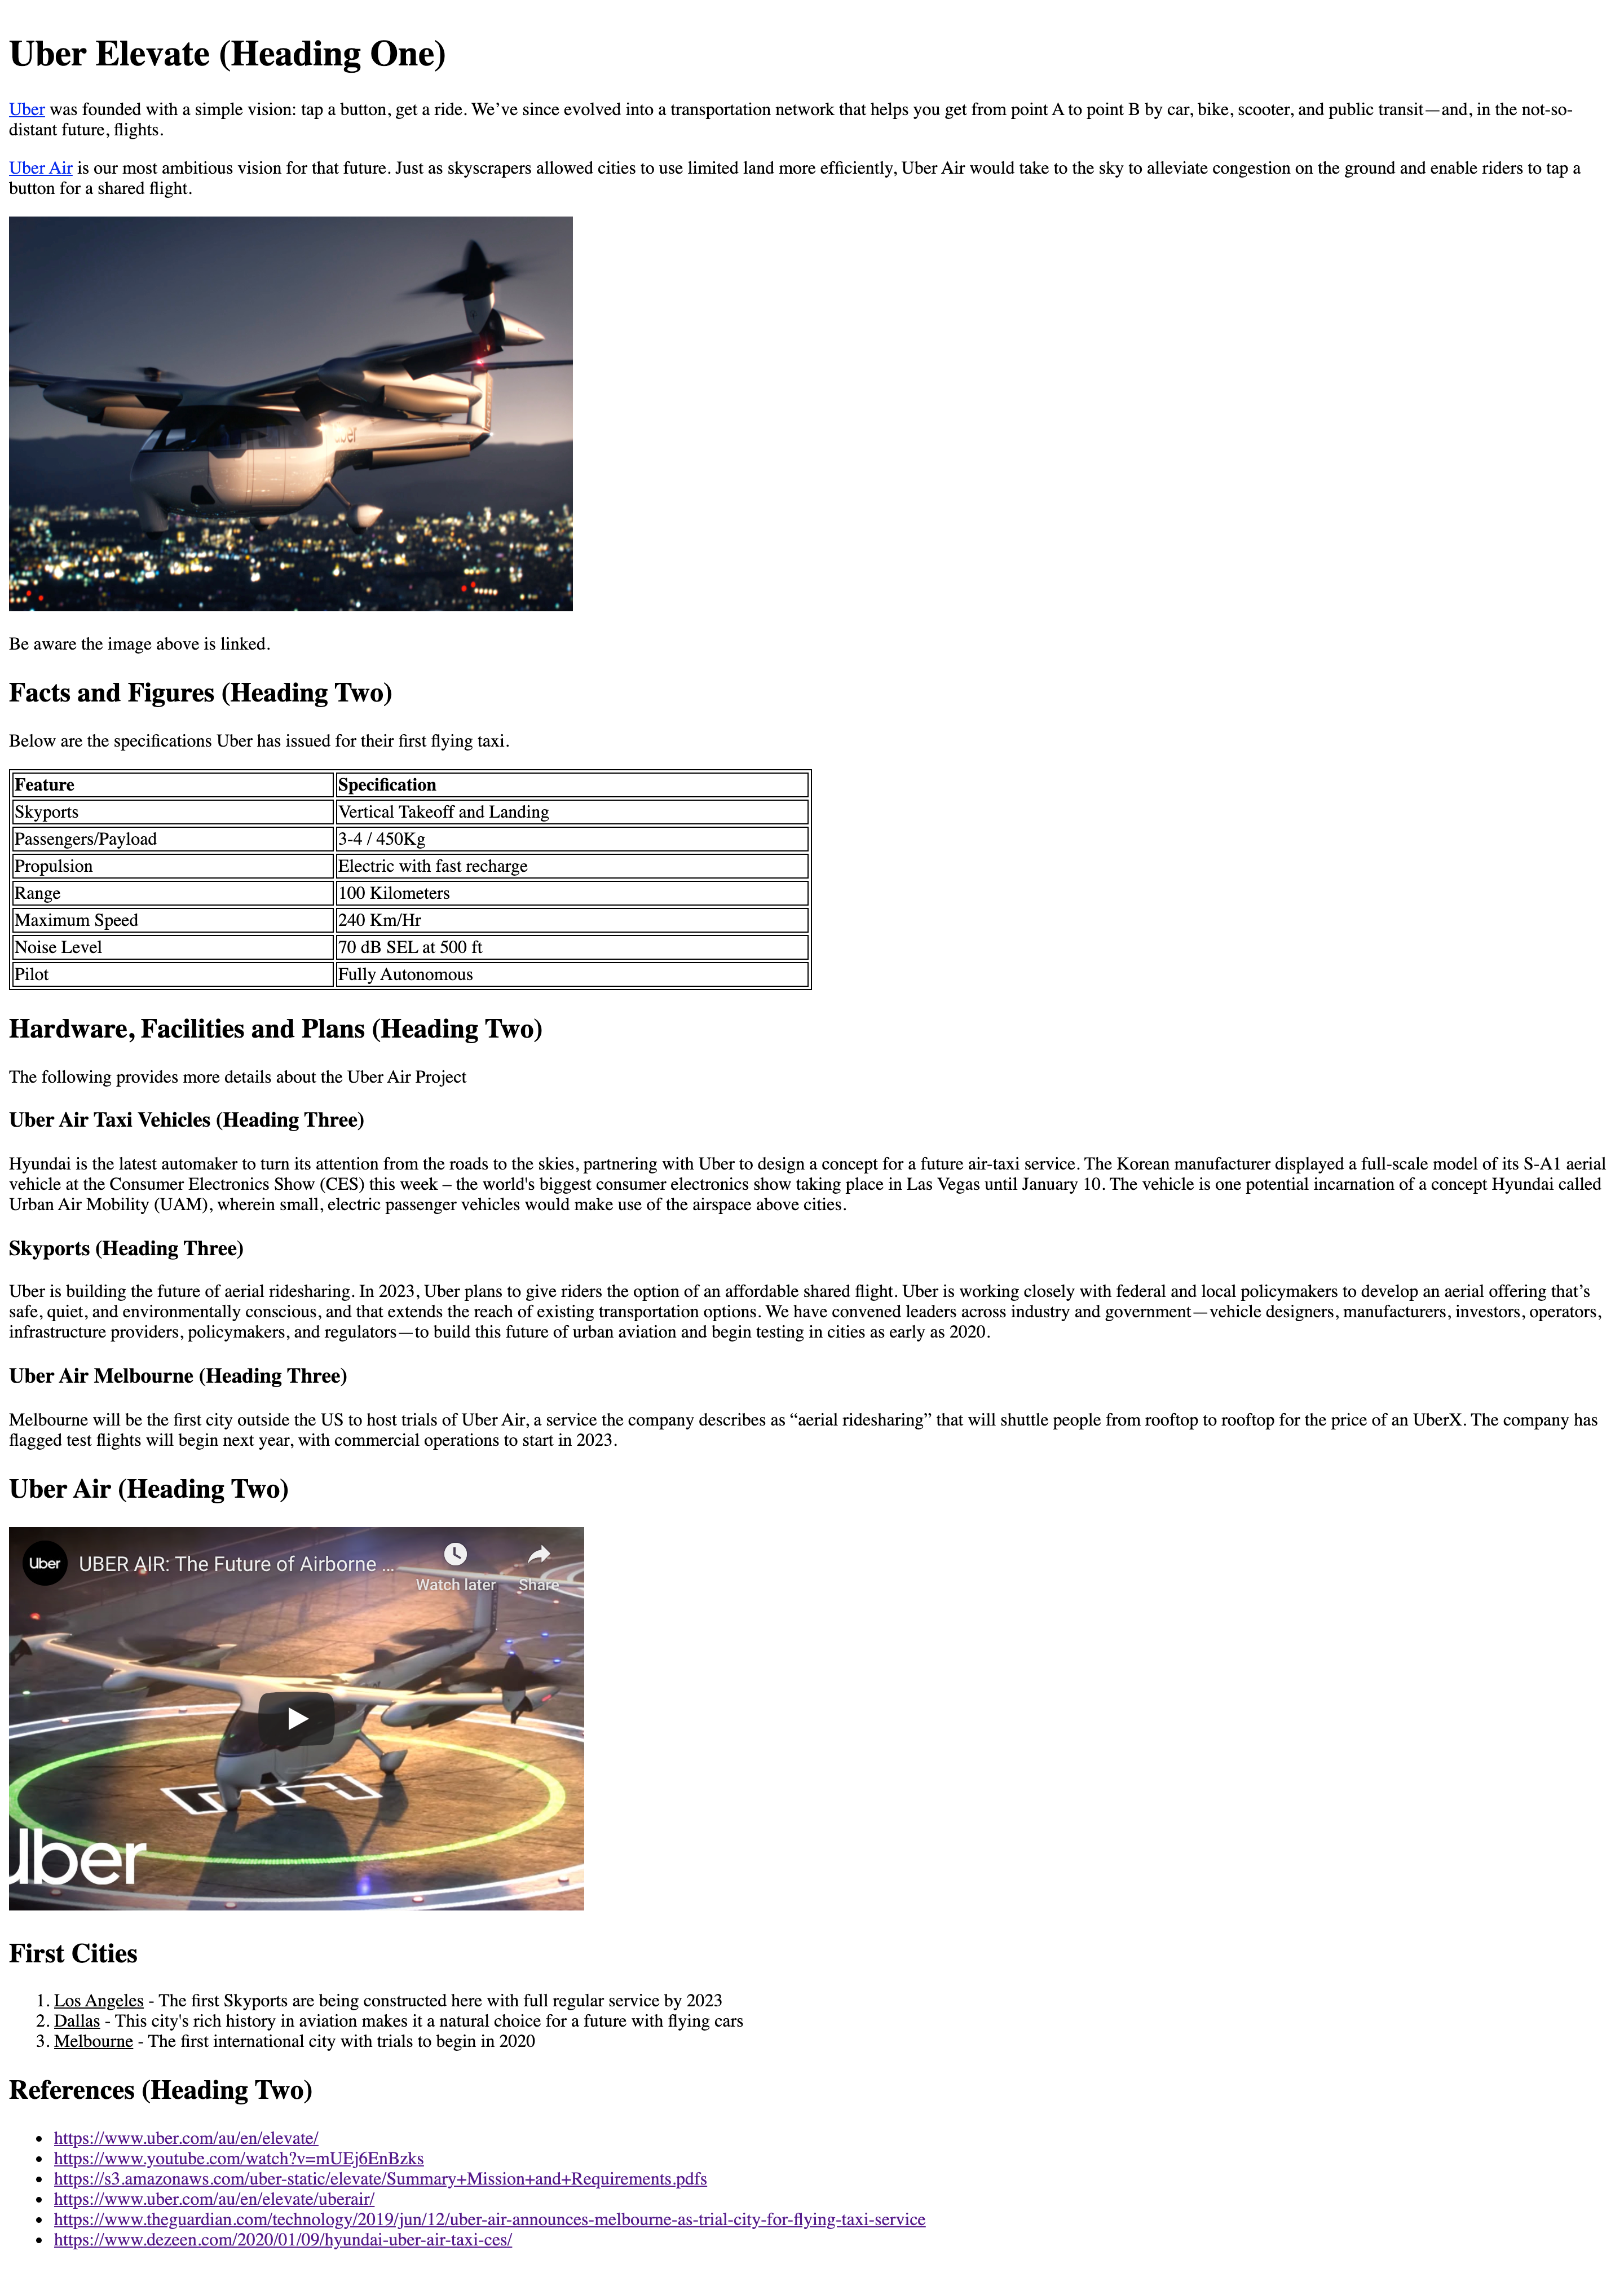 Uber Elevate (Heading One)
Uber was founded with a simple vision: tap a button, get a ride. We’ve since evolved into a transportation network that helps you get from point A to point B by car, bike, scooter, and public transit—and, in the not-so-
distant future, flights.
Uber Air is our most ambitious vision for that future. Just as skyscrapers allowed cities to use limited land more efficiently, Uber Air would take to the sky to alleviate congestion on the ground and enable riders to tap a
button for a shared flight.
uber
Be aware the image above is linked.
Facts and Figures (Heading Two)
Below are the specifications Uber has issued for their first flying taxi.
Feature Specification
Skyports Vertical Takeoff and Landing
Passengers/Payload 3-4 / 450Kg
Propulsion Electric with fast recharge
Range 100 Kilometers
Maximum Speed 240 Km/Hr
Noise Level 70 dB SEL at 500 ft
Pilot Fully Autonomous
Hardware, Facilities and Plans (Heading Two)
The following provides more details about the Uber Air Project
Uber Air Taxi Vehicles (Heading Three)
Hyundai is the latest automaker to turn its attention from the roads to the skies, partnering with Uber to design a concept for a future air-taxi service. The Korean manufacturer displayed a full-scale model of its S-A1 aerial
vehicle at the Consumer Electronics Show (CES) this week – the world's biggest consumer electronics show taking place in Las Vegas until January 10. The vehicle is one potential incarnation of a concept Hyundai called
Urban Air Mobility (UAM), wherein small, electric passenger vehicles would make use of the airspace above cities.
Skyports (Heading Three)
Uber is building the future of aerial ridesharing. In 2023, Uber plans to give riders the option of an affordable shared flight. Uber is working closely with federal and local policymakers to develop an aerial offering that’s
safe, quiet, and environmentally conscious, and that extends the reach of existing transportation options. We have convened leaders across industry and government—vehicle designers, manufacturers, investors, operators,
infrastructure providers, policymakers, and regulators—to build this future of urban aviation and begin testing in cities as early as 2020.
Uber Air Melbourne (Heading Three)
Melbourne will be the first city outside the US to host trials of Uber Air, a service the company describes as “aerial ridesharing” that will shuttle people from rooftop to rooftop for the price of an UberX. The company has
flagged test flights will begin next year, with commercial operations to start in 2023.
Uber Air (Heading Two)
Uber UBER AIR: The Future of Airborne ...
Watch later Share
Uber
First Cities
1. Los Angeles - The first Skyports are being constructed here with full regular service by 2023
2. Dallas - This city's rich history in aviation makes it a natural choice for a future with flying cars
3. Melbourne - The first international city with trials to begin in 2020
References (Heading Two)
• https://www.uber.com/au/en/elevate/
• https://www.youtube.com/watch?v=mUEj6EnBzks
• https://s3.amazonaws.com/uber-static/elevate/Summary+Mission+and+Requirements.pdfs
• https://www.uber.com/au/en/elevate/uberair/
• https://www.theguardian.com/technology/2019/jun/12/uber-air-announces-melbourne-as-trial-city-for-flying-taxi-service
• https://www.dezeen.com/2020/01/09/hyundai-uber-air-taxi-ces/